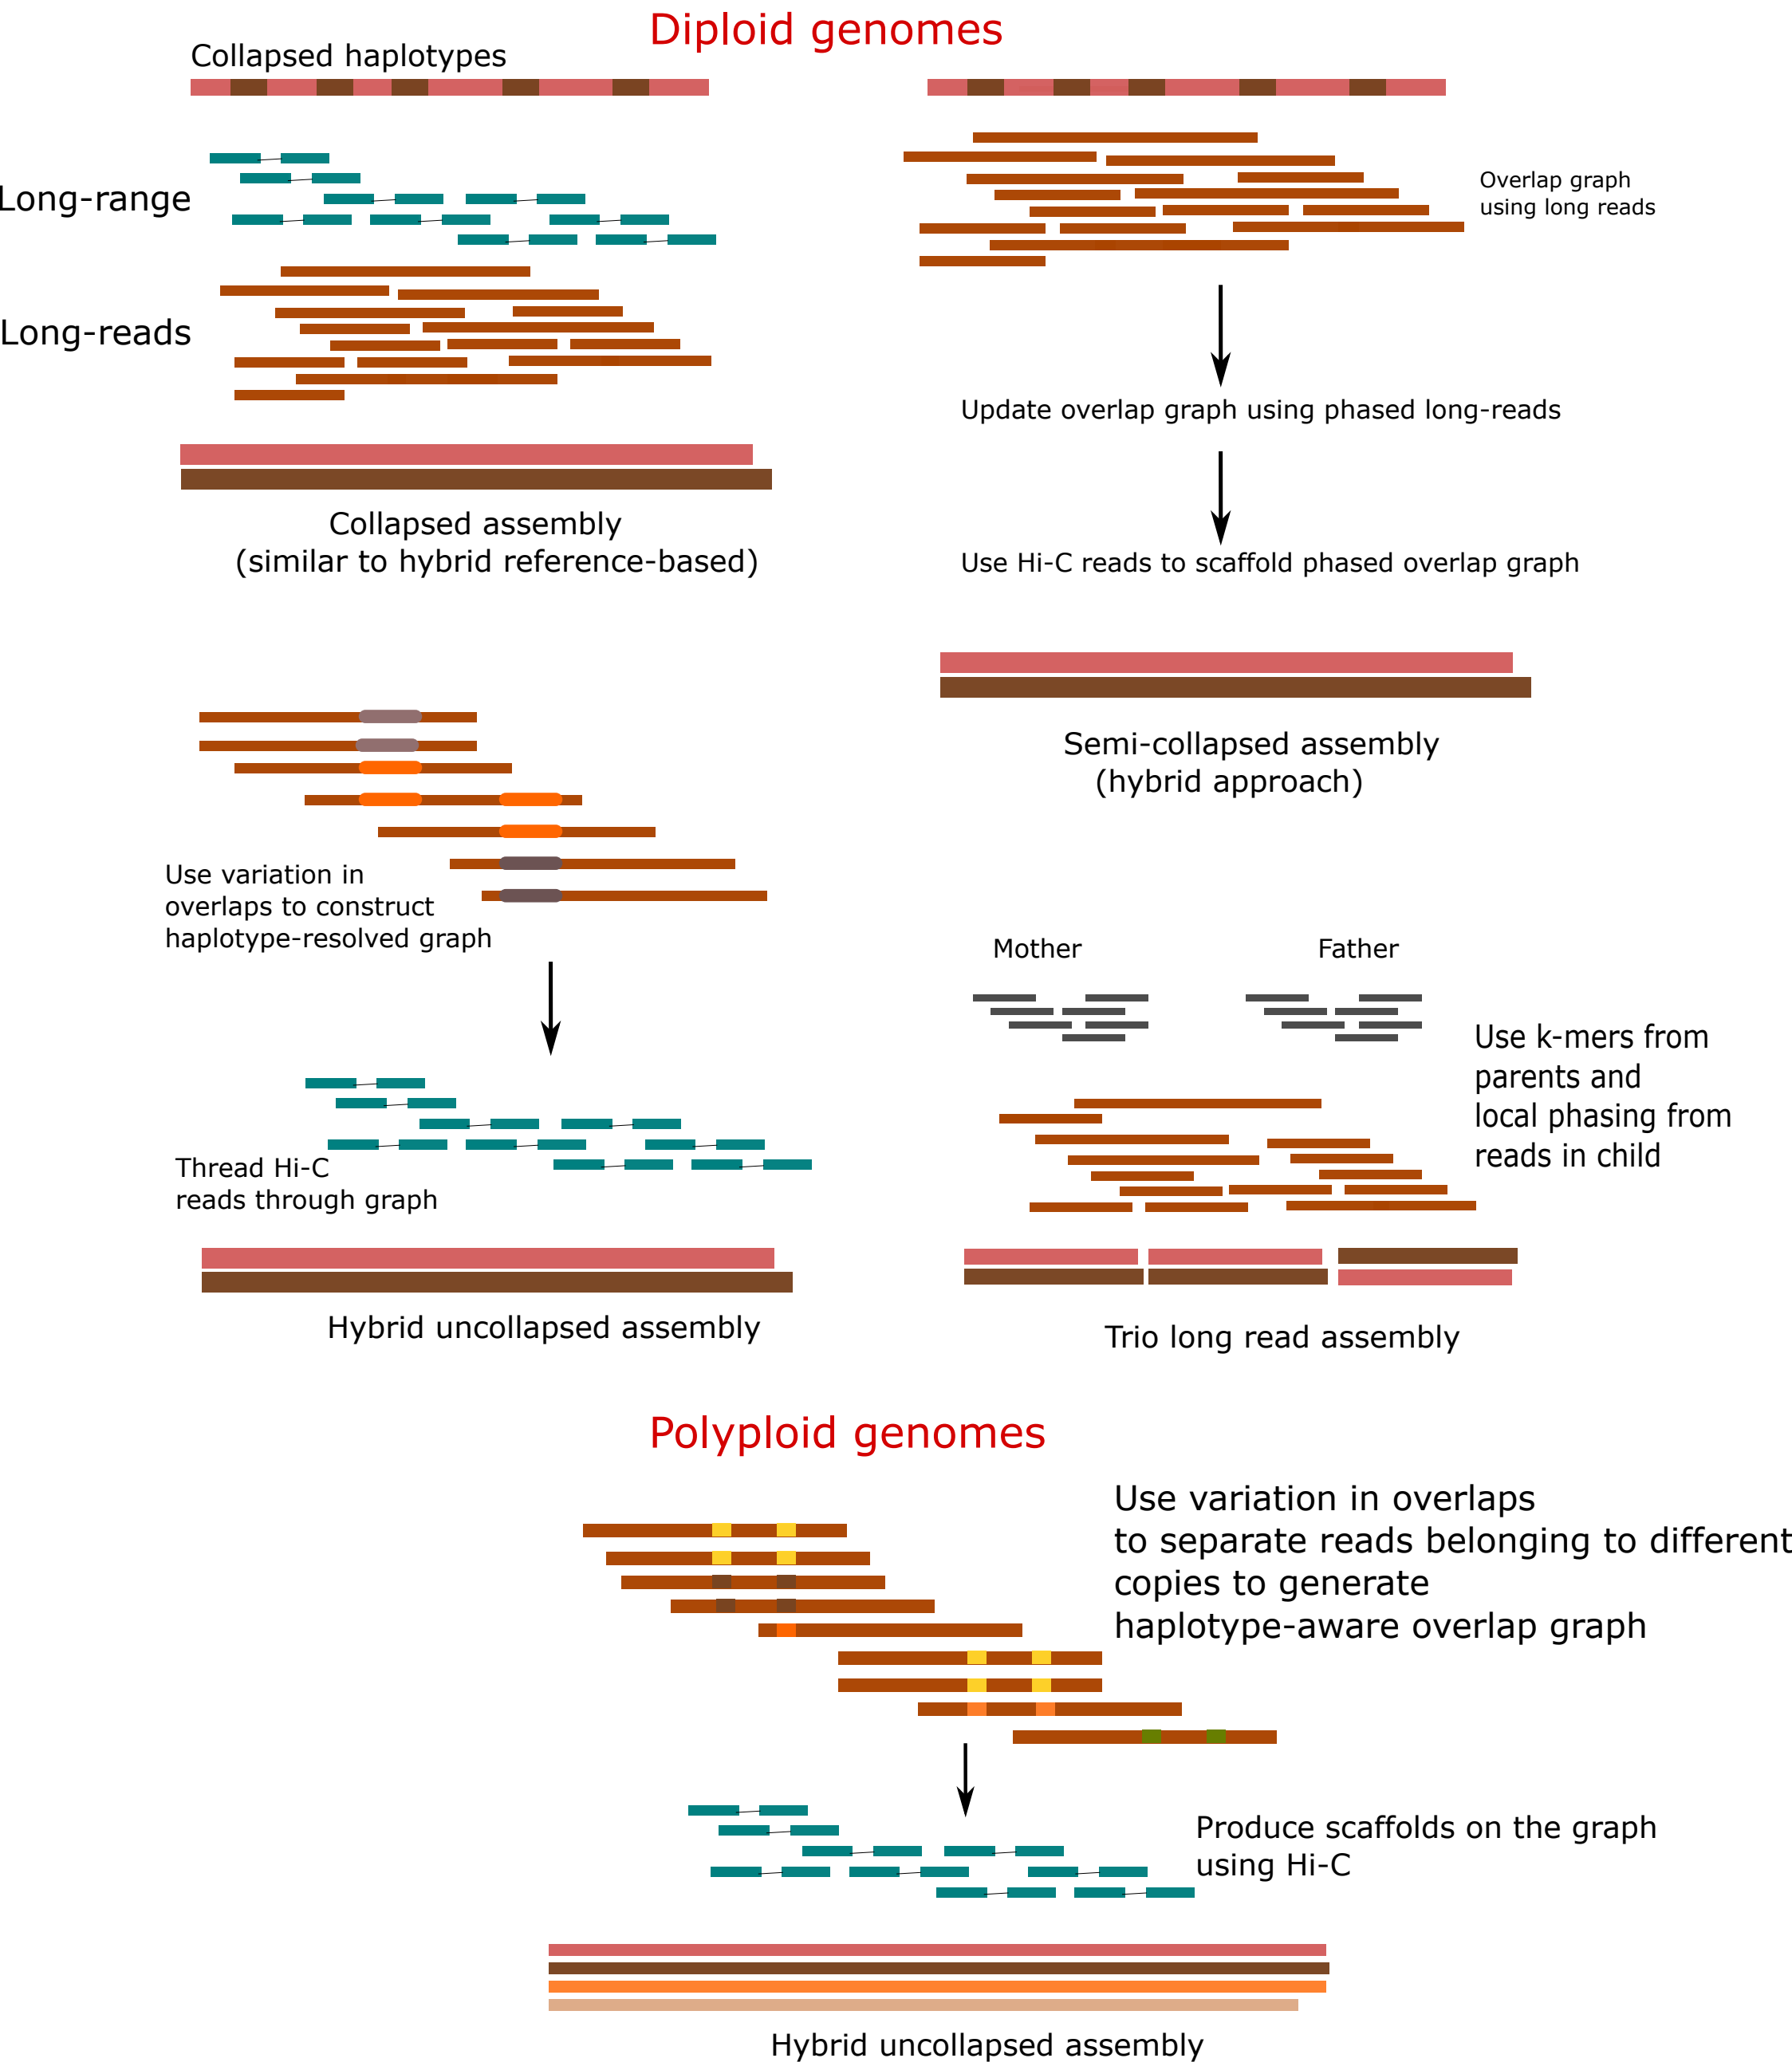 Diploid genomes
Collapsed haplotypes
Long-range
Long-reads
Collapsed assembly
(similar to hybrid reference-based)
Overlap graph
using long reads
Update overlap graph using phased long-reads
Use Hi-C reads to scaffold phased overlap graph
Semi-collapsed assembly
(hybrid approach)
Use variation in
overlaps to construct
haplotype-resolved graph
Thread Hi-C
reads through graph
Hybrid uncollapsed assembly
Mother
Father
Use k-mers from
parents and
local phasing from
reads in child
Trio long read assembly
Polyploid genomes
Use variation in overlaps
to separate reads belonging to different
copies to generate
haplotype-aware overlap graph
Produce scaffolds on the graph
using Hi-C
Hybrid uncollapsed assembly